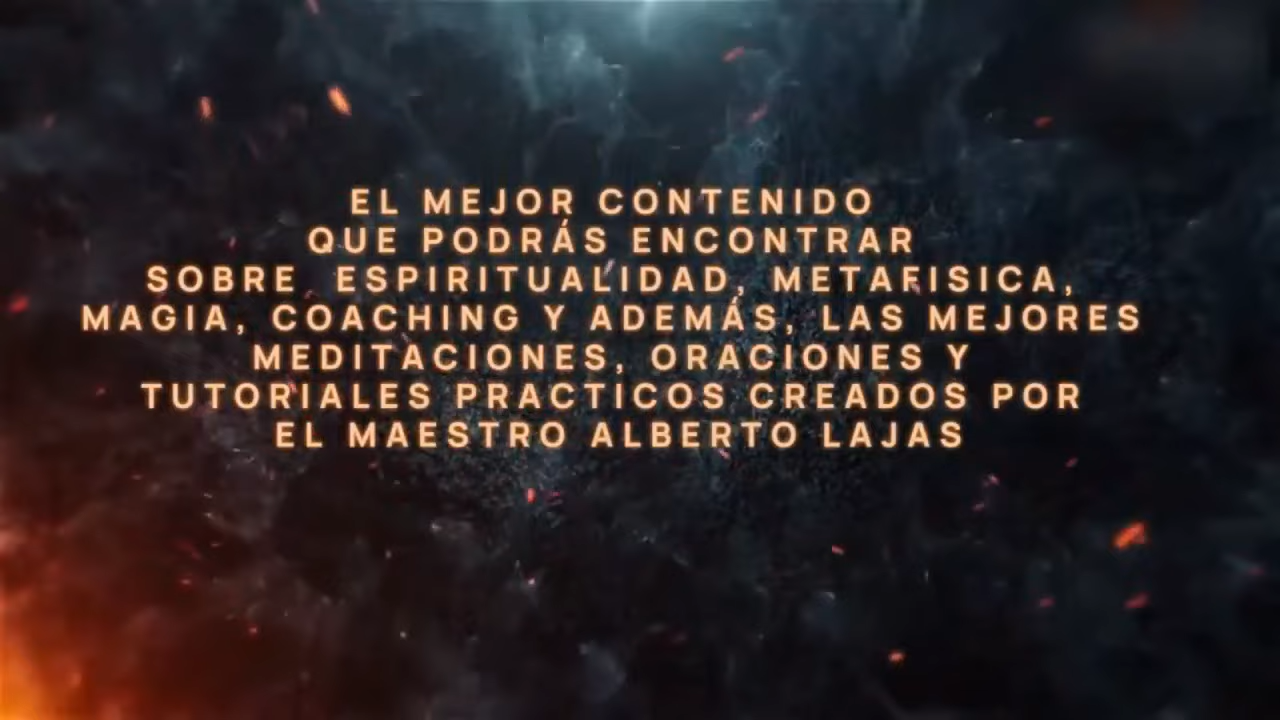 EL MEJOR CONTENIDO
QUE PODRÁS ENCONTRAR
SOBRE ESPIRITUALIDAD, METAFISICA,
MAGIA, COACHING Y ADEMÁS, LAS MEJORES
MEDITACIONES, ORACIONES Y
TUTORIALES PRACTICOS CREADOS POR
EL MAESTRO ALBERTO LAJAS